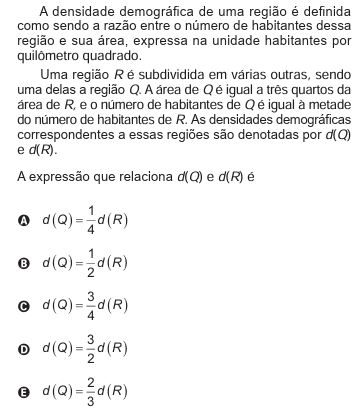 A densidade demográfica de uma região é definida
como sendo a razão entre o número de habitantes dessa
região e sua área, expressa na unidade habitantes por
quilômetro quadrado.
Uma região R é subdividida em várias outras, sendo
uma delas a região Q. A área de Q é igual a três quartos da
área de R, e o número de habitantes de Q é igual à metade
do número de habitantes de R. As densidades demográficas
correspondentes a essas regiões são denotadas por d(Q)
e d(R).
A expressão que relaciona d(Q) e d(R) é
A d(Q) = 1/4 d(R)
B d(Q) = 1/2 d(R)
C d(Q) = 3/4 d(R)
D d(Q) = 3/2 d(R)
E d(Q) = 2/3 d(R)